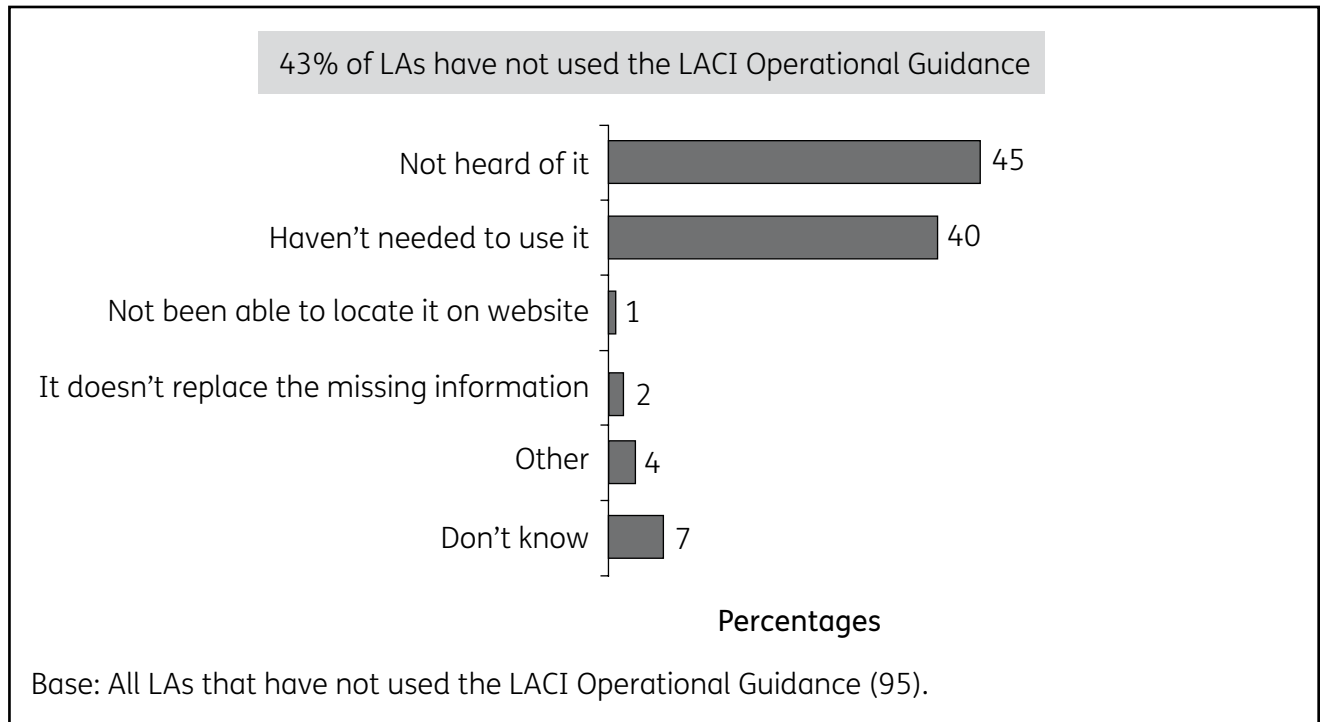 43% of LAs have not used the LACI Operational Guidance
Not heard of it 45
Haven't needed to use it 40
Not been able to locate it on website 1
It doesn't replace the missing information 2
Other 4
Don't know 7
Percentages
Base: All LAs that have not used the LACI Operational Guidance (95).